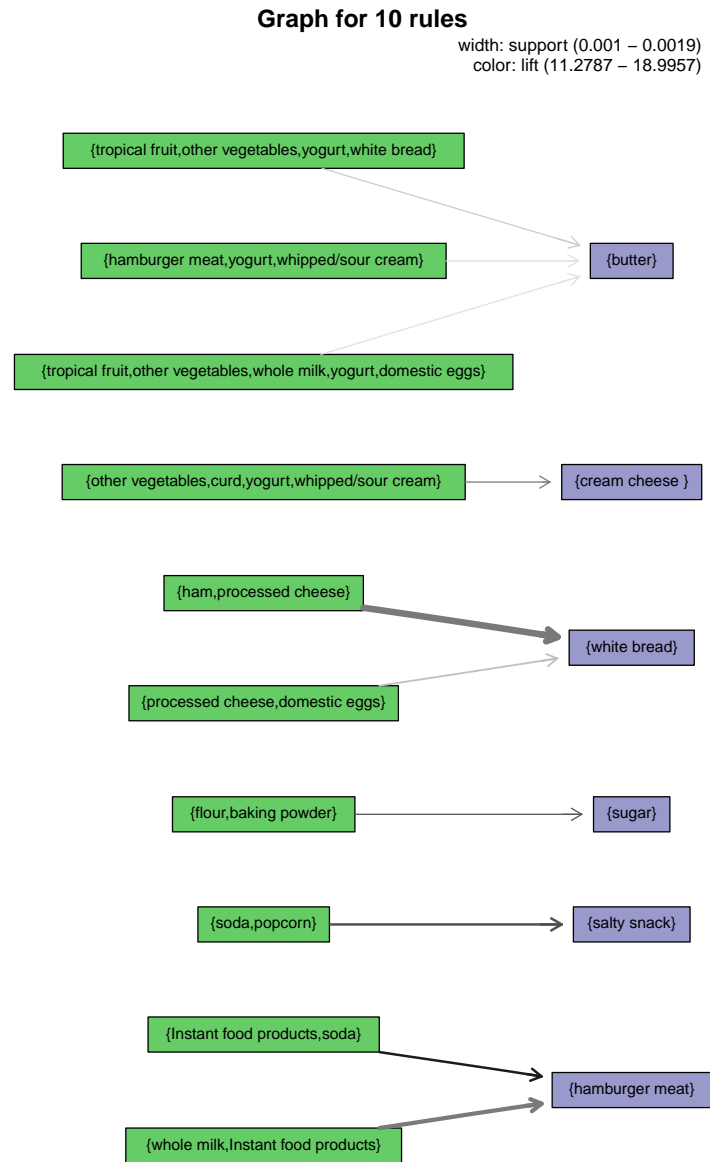 Graph for 10 rules
width: support (0.001 – 0.0019)
color: lift (11.2787 – 18.9957)
{tropical fruit,other vegetables,yogurt,white bread}
{hamburger meat,yogurt,whipped/sour cream}
{butter}
{tropical fruit,other vegetables,whole milk,yogurt,domestic eggs}
{other vegetables,curd,yogurt,whipped/sour cream}
{cream cheese }
{ham,processed cheese}
{white bread}
{processed cheese,domestic eggs}
{flour,baking powder}
{sugar}
{soda,popcorn}
{salty snack}
{Instant food products,soda}
{hamburger meat}
{whole milk,Instant food products}